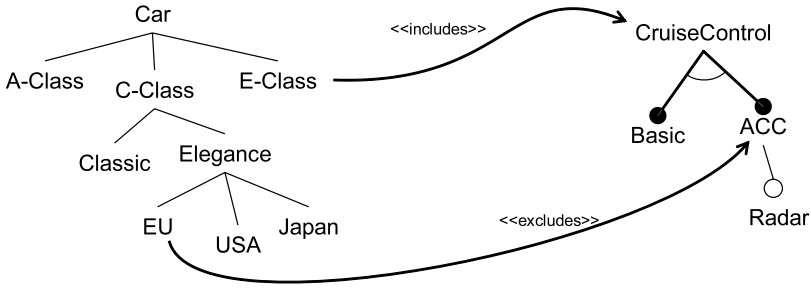 Car
<<includes>>
CruiseControl
A-Class
C-Class
E-Class
Basic
ACC
Classic
Elegance
EU
USA
Japan
<<excludes>>
Radar